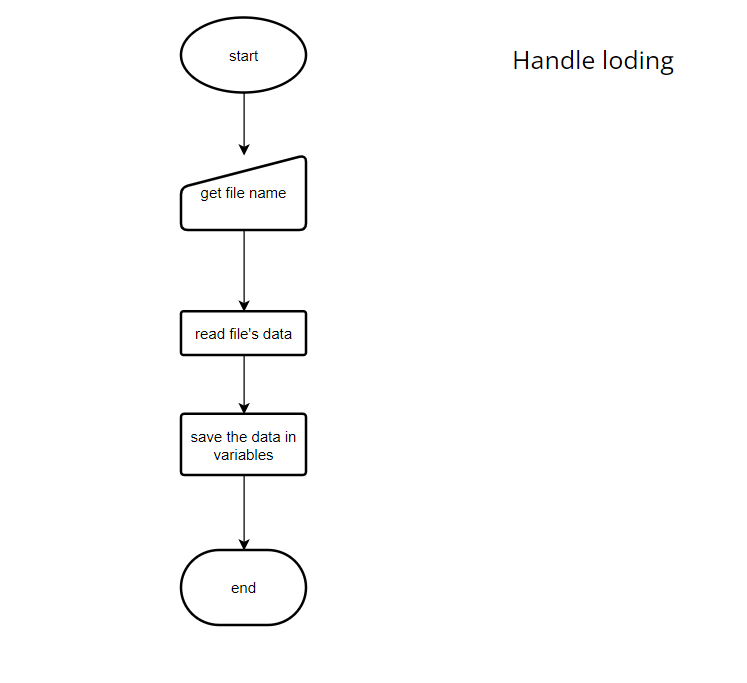 start
Handle loding
get file name
read file's data
save the data in
variables
end